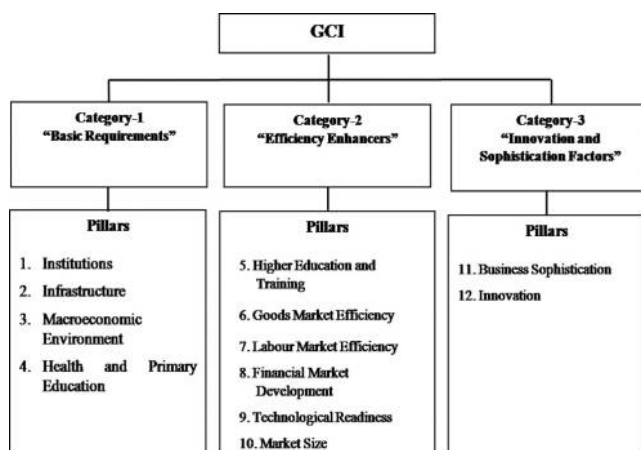 GCI
Category-1
"Basic Requirements"
Category-2
"Efficiency Enhancers"
Category-3
"Innovation and
Sophistication Factors"
Pillars
1. Institutions
2. Infrastructure
3. Macroeconomic
Environment
4. Health and Primary
Education
Pillars
5. Higher Education and
Training
6. Goods Market Efficiency
7. Labour Market Efficiency
8. Financial Market
Development
9. Technological Readiness
10. Market Size
Pillars
11. Business Sophistication
12. Innovation